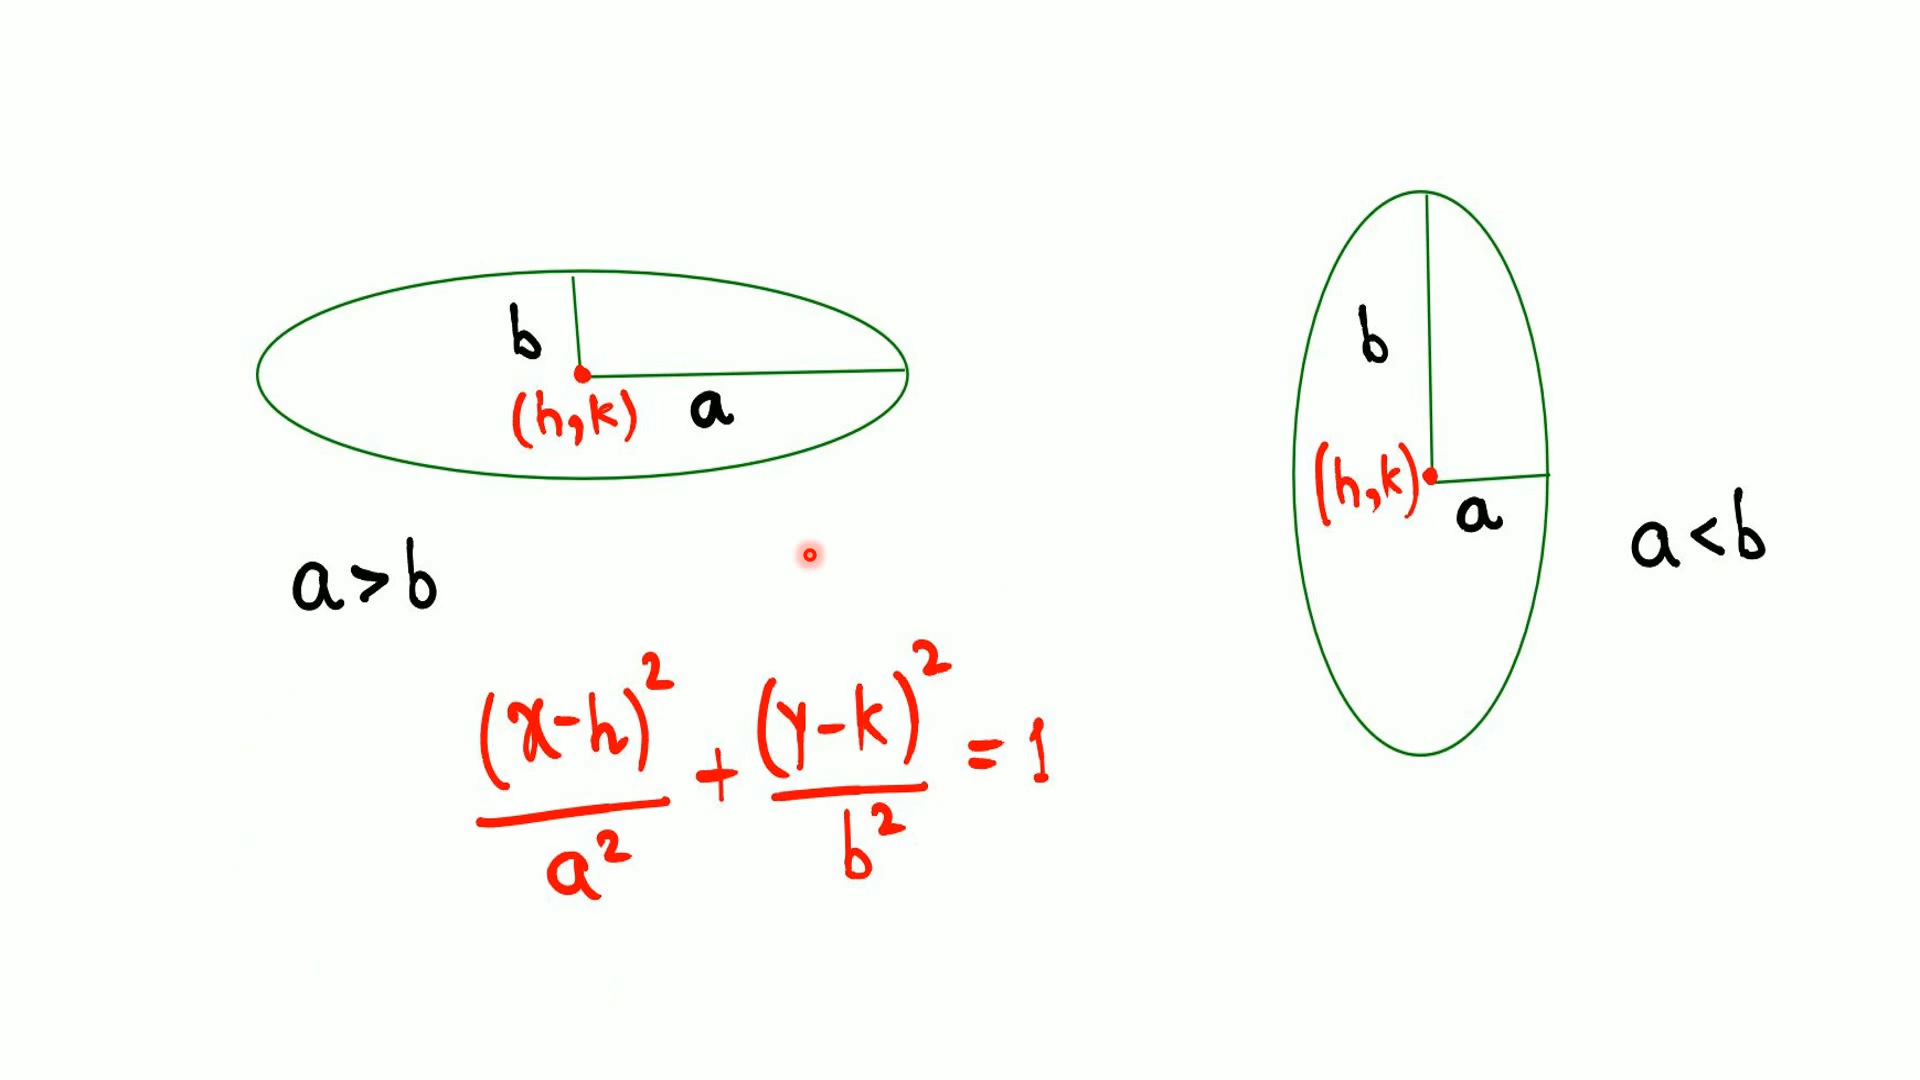 b
(h,k) a
a>b
b
(h,k)
a
a<b
(x-h)² + (y-k)² = 1
a² b²